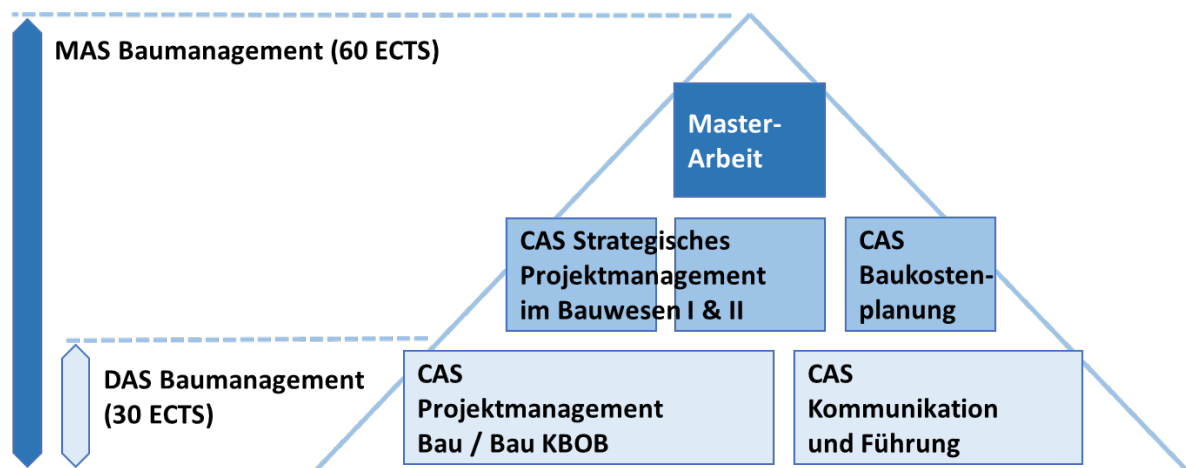 MAS Baumanagement (60 ECTS)
Master-
Arbeit
CAS Strategisches
Projektmanagement
im Bauwesen I & II
CAS
Baukosten-
planung
DAS Baumanagement
(30 ECTS)
CAS
Projektmanagement
Bau / Bau KBOB
CAS
Kommunikation
und Führung